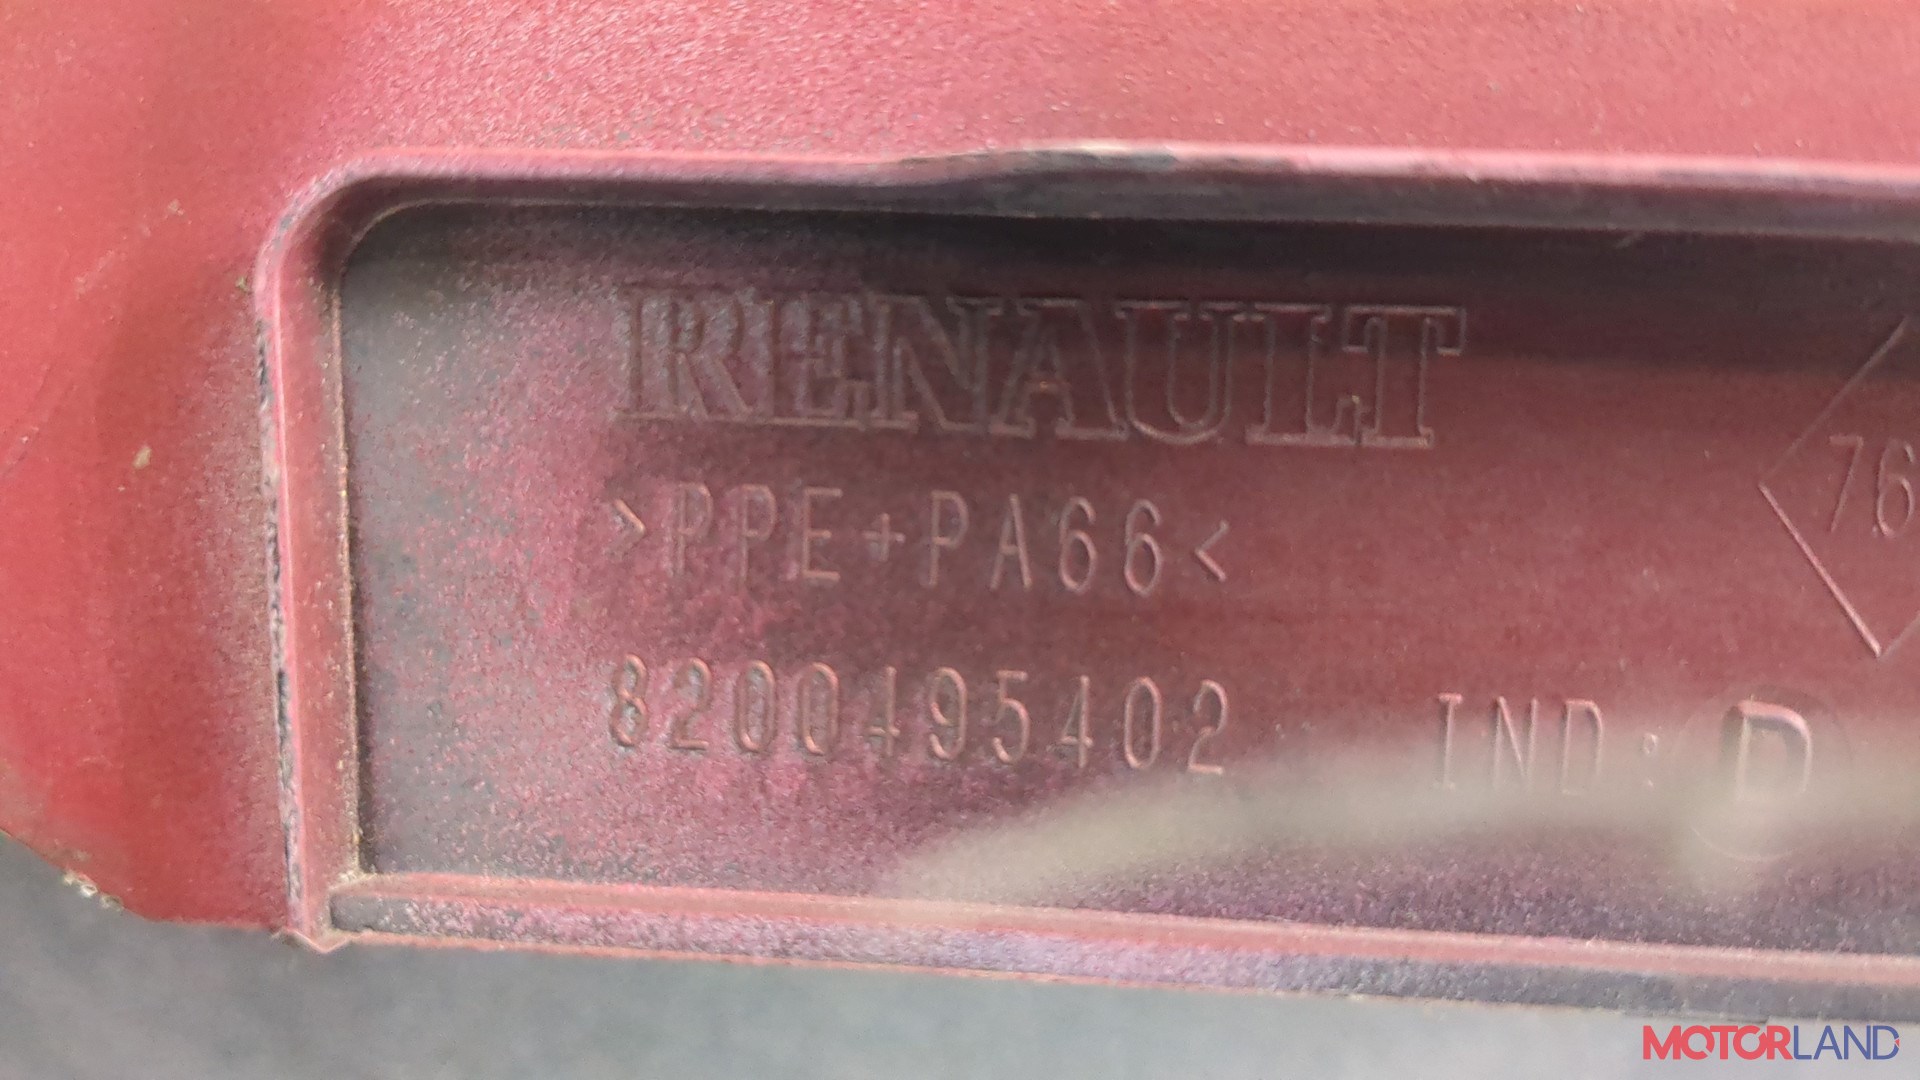 RENAULT
>PPE+PA66<
76
8200495402 IND: D
MOTORLAND